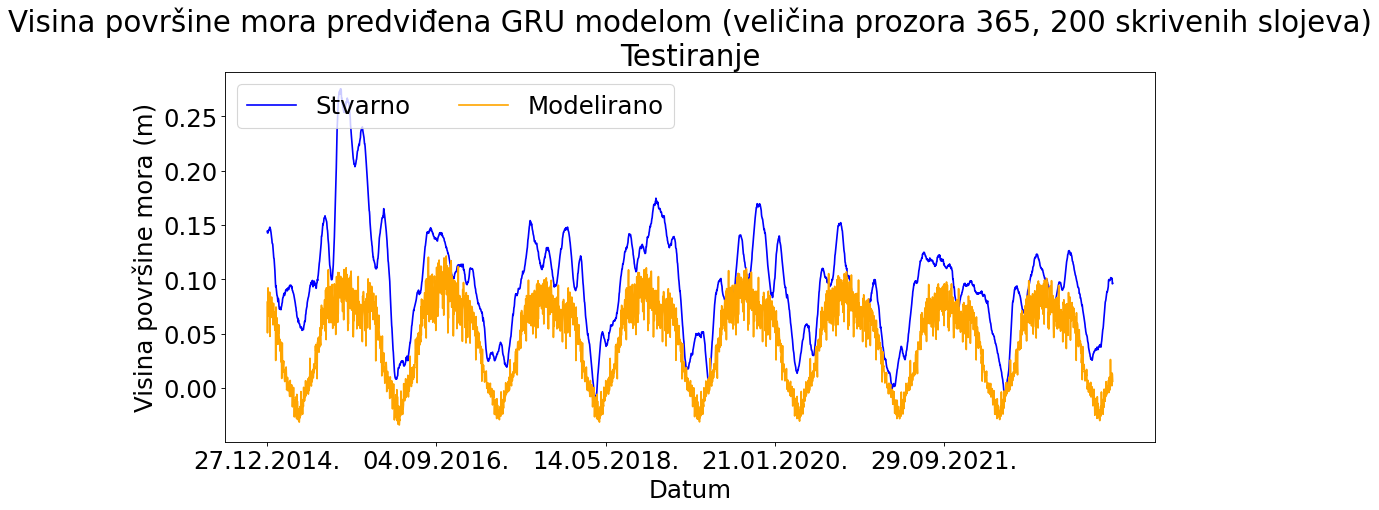 Visina površine mora predviđena GRU modelom (veličina prozora 365, 200 skrivenih slojeva)
Testiranje
Stvarno Modelirano
Visina površine mora (m)
0.25
0.20
0.15
0.10
0.05
0.00
27.12.2014. 04.09.2016. 14.05.2018. 21.01.2020. 29.09.2021.
Datum